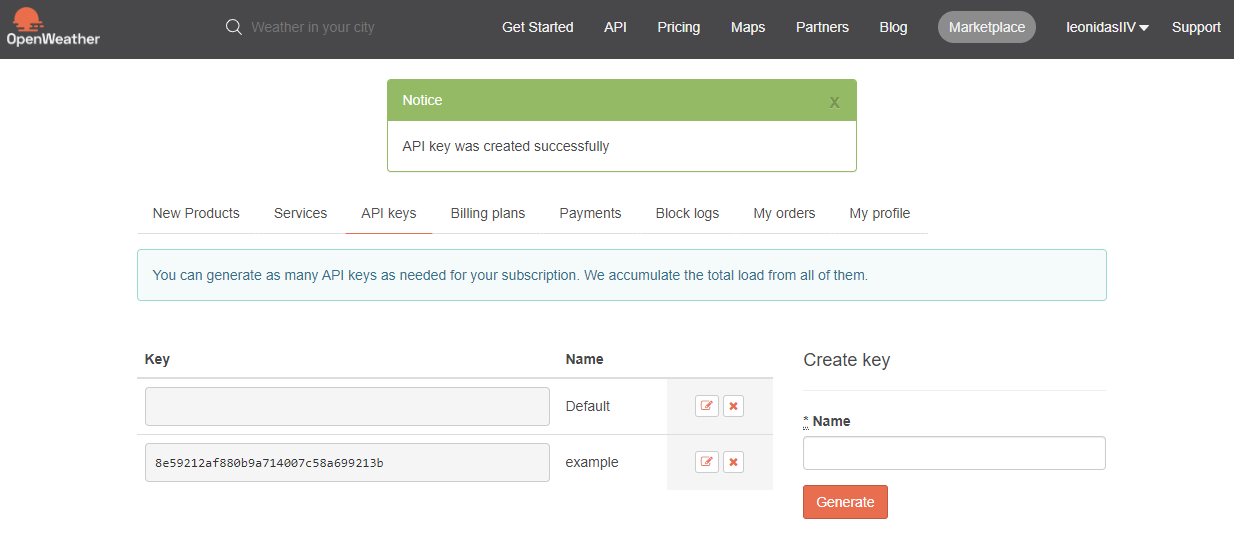 OpenWeather
Weather in your city
Get Started
API
Pricing
Maps
Partners
Blog
Marketplace
leonidasIIV
Support
Notice
x
API key was created successfully
New Products
Services
API keys
Billing plans
Payments
Block logs
My orders
My profile
You can generate as many API keys as needed for your subscription. We accumulate the total load from all of them.
Key
Name
Default
8e59212af880b9a714007c58a699213b
example
Create key
* Name
Generate